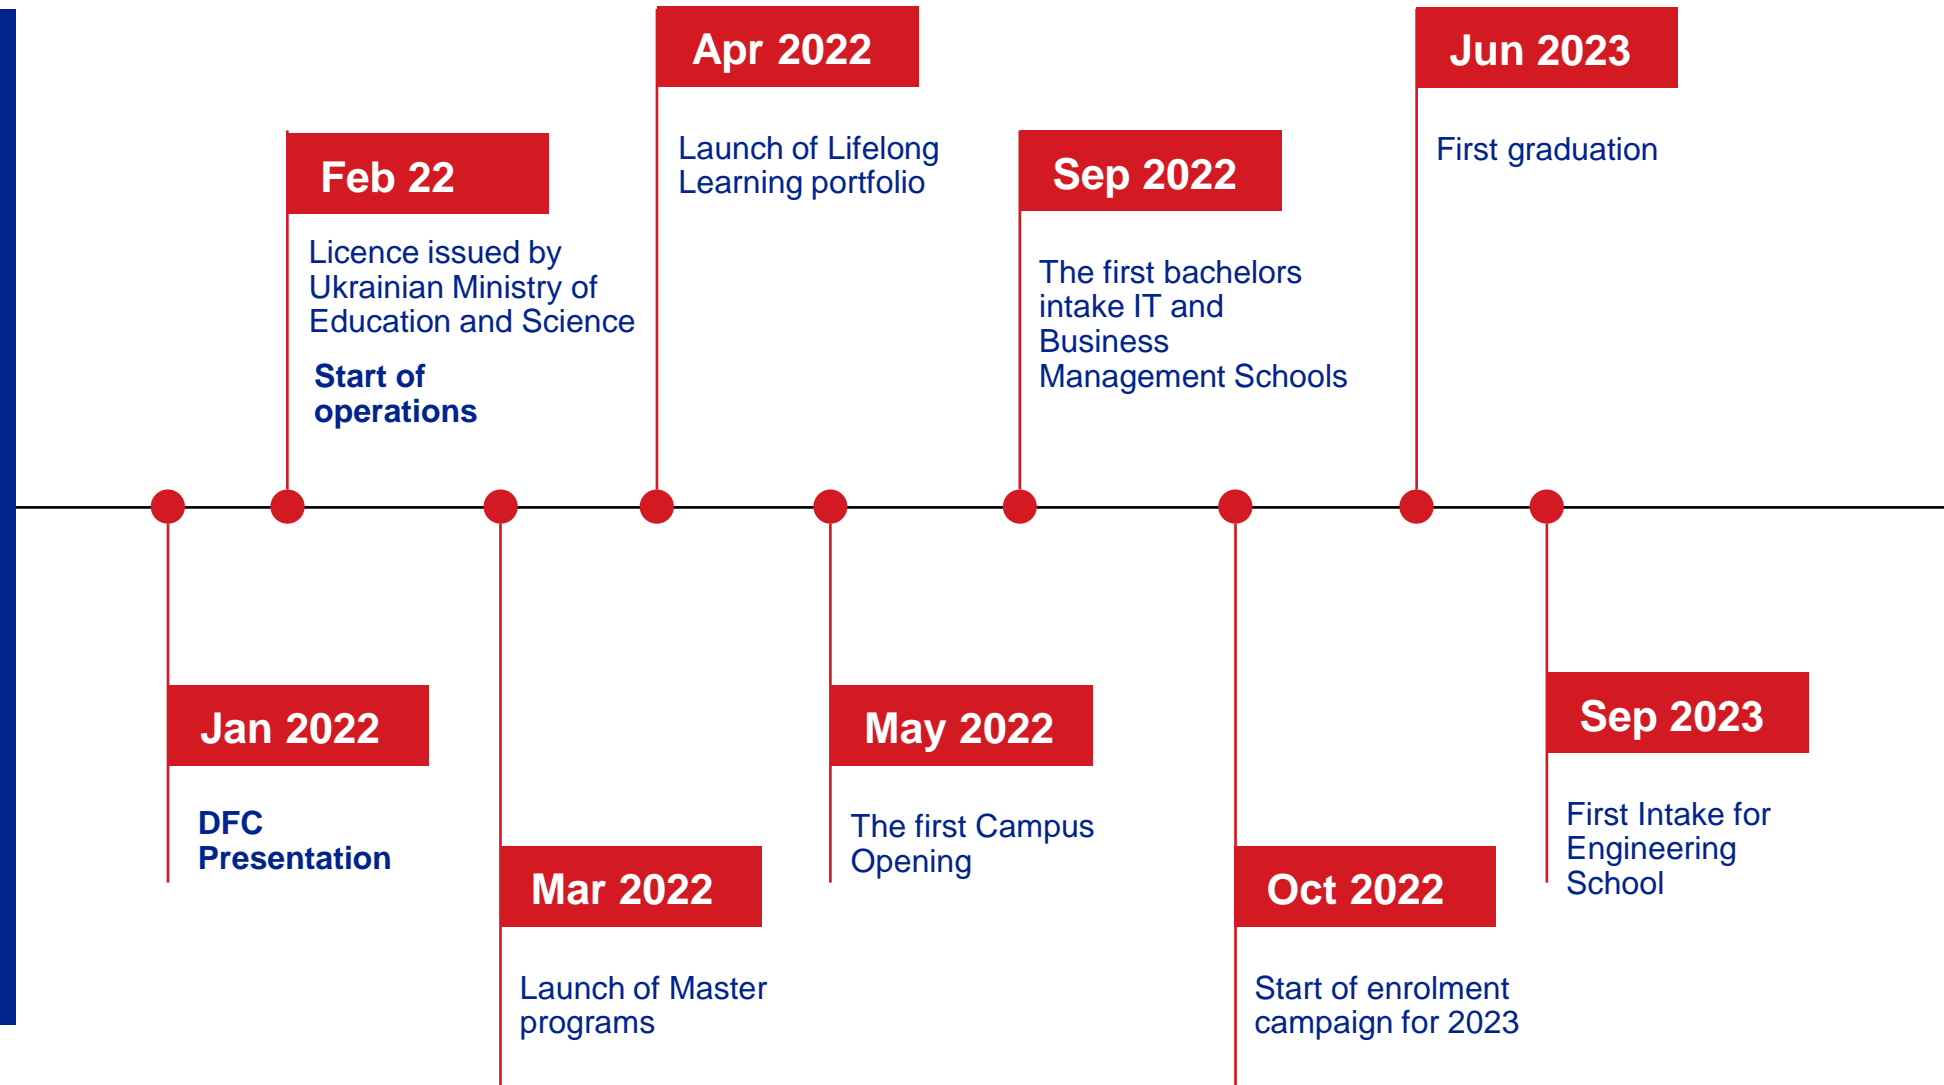 Jan 2022
DFC
Presentation
Feb 22
Licence issued by
Ukrainian Ministry of
Education and Science
Start of
operations
Mar 2022
Launch of Master
programs
Apr 2022
Launch of Lifelong
Learning portfolio
May 2022
The first Campus
Opening
Sep 2022
The first bachelors
intake IT and
Business
Management Schools
Oct 2022
Start of enrolment
campaign for 2023
Jun 2023
First graduation
Sep 2023
First Intake for
Engineering
School